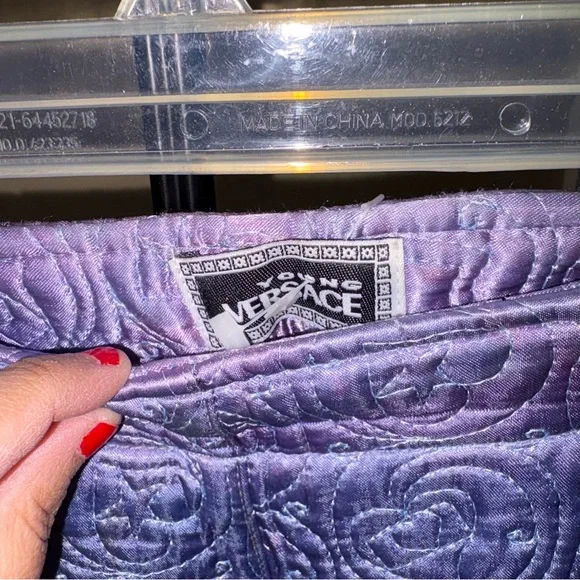 21-64452718
MADE IN CHINA MOD.6212
YOUNG
VERSACE